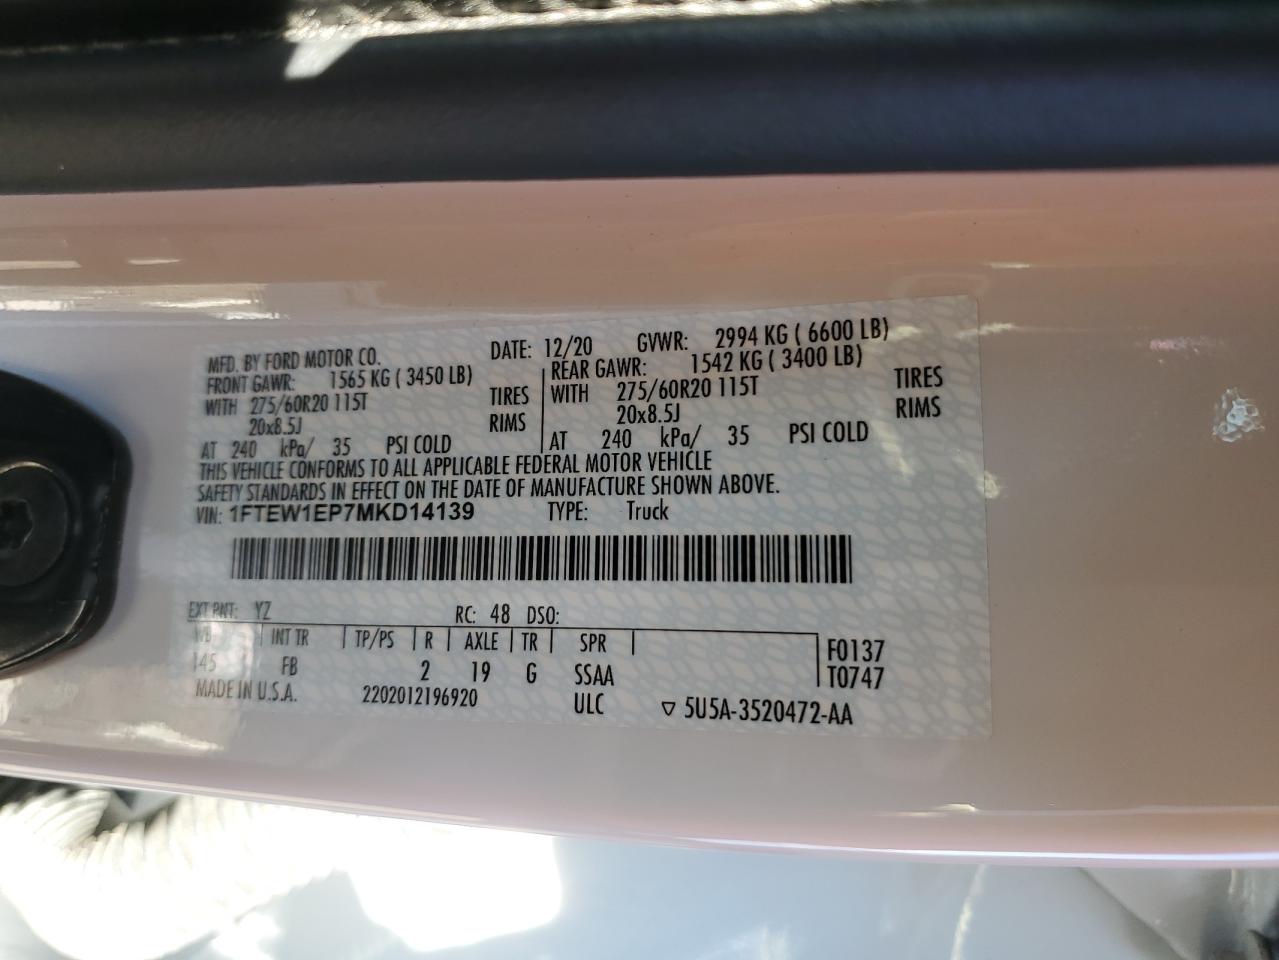 MFD. BY FORD MOTOR CO. DATE: 12/20 GVWR: 2994 KG ( 6600 LB)
FRONT GAWR: 1565 KG ( 3450 LB) REAR GAWR: 1542 KG ( 3400 LB)
WITH 275/60R20 115T TIRES WITH 275/60R20 115T TIRES
20x8.5J RIMS 20x8.5J RIMS
AT 240 kPa/ 35 PSI COLD AT 240 kPa/ 35 PSI COLD
THIS VEHICLE CONFORMS TO ALL APPLICABLE FEDERAL MOTOR VEHICLE
SAFETY STANDARDS IN EFFECT ON THE DATE OF MANUFACTURE SHOWN ABOVE.
VIN: 1FTEW1EP7MKD14139 TYPE: Truck
EXT PNT: YZ RC: 48 DSO:
WB INT TR TP/PS R AXLE TR SPR F0137
145 FB 2 19 G SSAA T0747
MADE IN U.S.A. 2202012196920 ULC ▽ 5U5A-3520472-AA